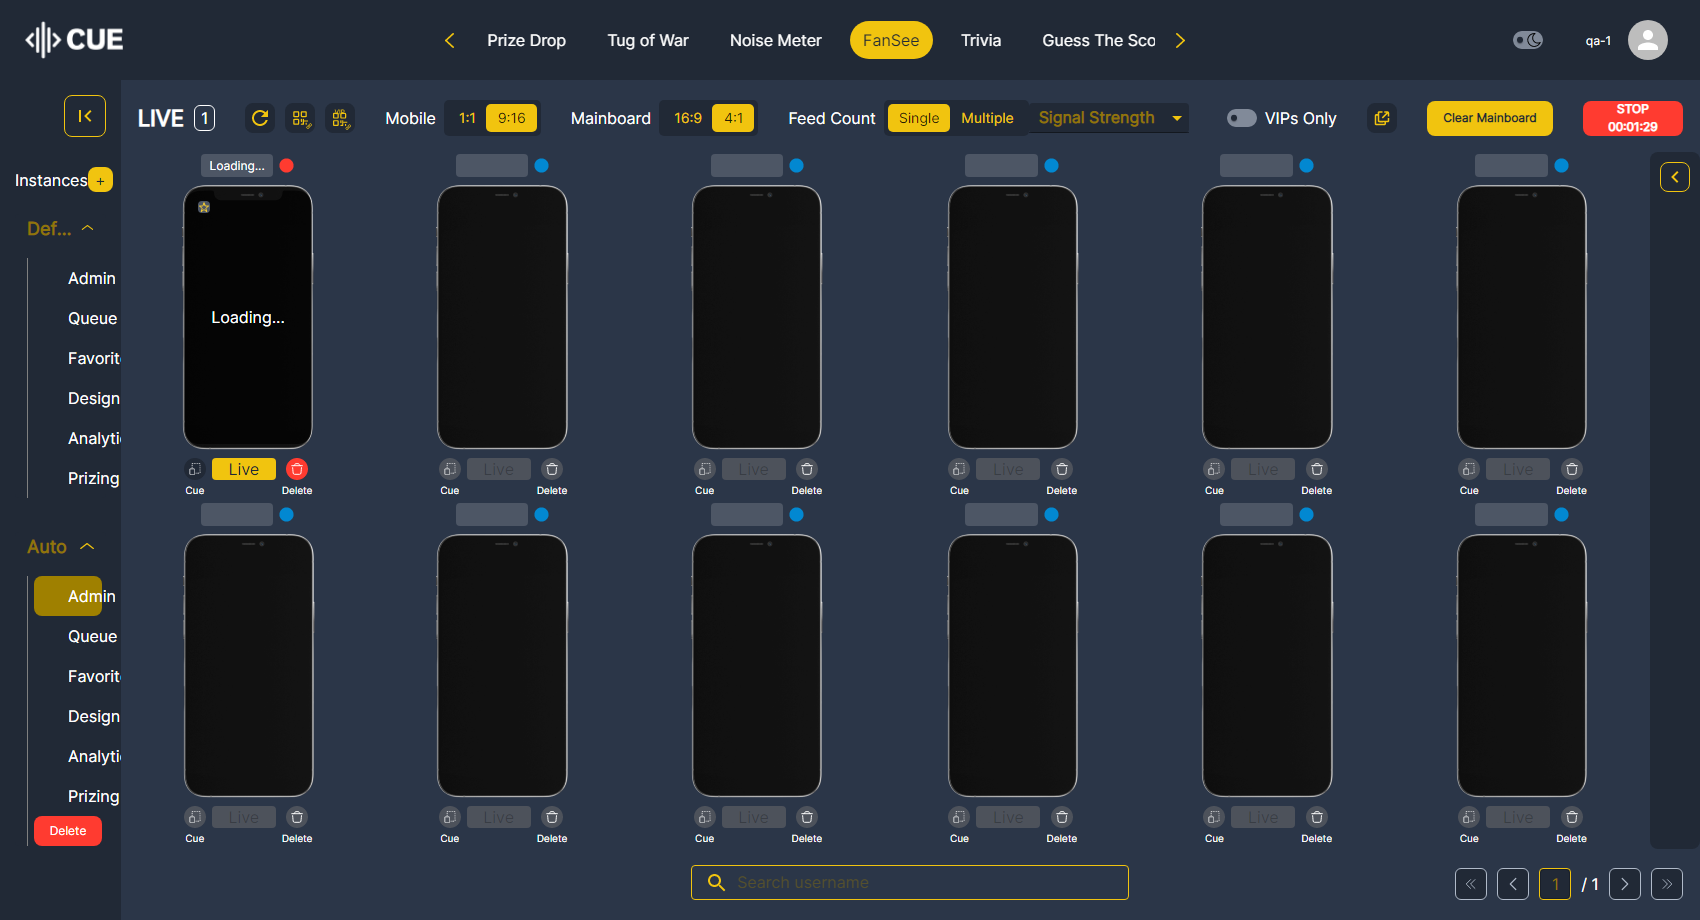 CUE
Prize Drop Tug of War Noise Meter FanSee Trivia Guess The Sco
qa-1
LIVE 1
Mobile 1:1 9:16 Mainboard 16:9 4:1 Feed Count Single Multiple Signal Strength VIPs Only Clear Mainboard
STOP
00:01:29
Instances +
Def...
Admin
Queue
Favorit
Design
Analyti
Prizing
Auto
Admin
Queue
Favorit
Design
Analyti
Prizing
Delete
Loading...
Loading...
Live Live Live Live Live Live
Cue Delete Cue Delete Cue Delete Cue Delete Cue Delete Cue Delete
Live Live Live Live Live Live
Cue Delete Cue Delete Cue Delete Cue Delete Cue Delete Cue Delete
Search username
1 / 1